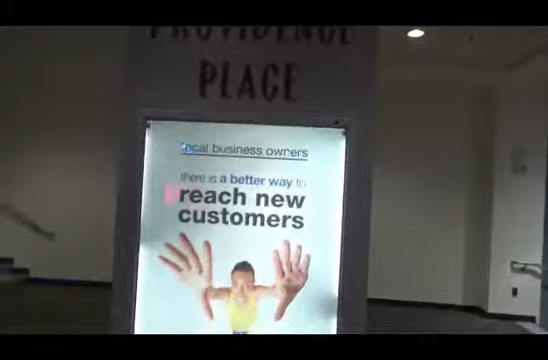 PROVIDENCE
PLACE
local business owners
there is a better way to
reach new
customers